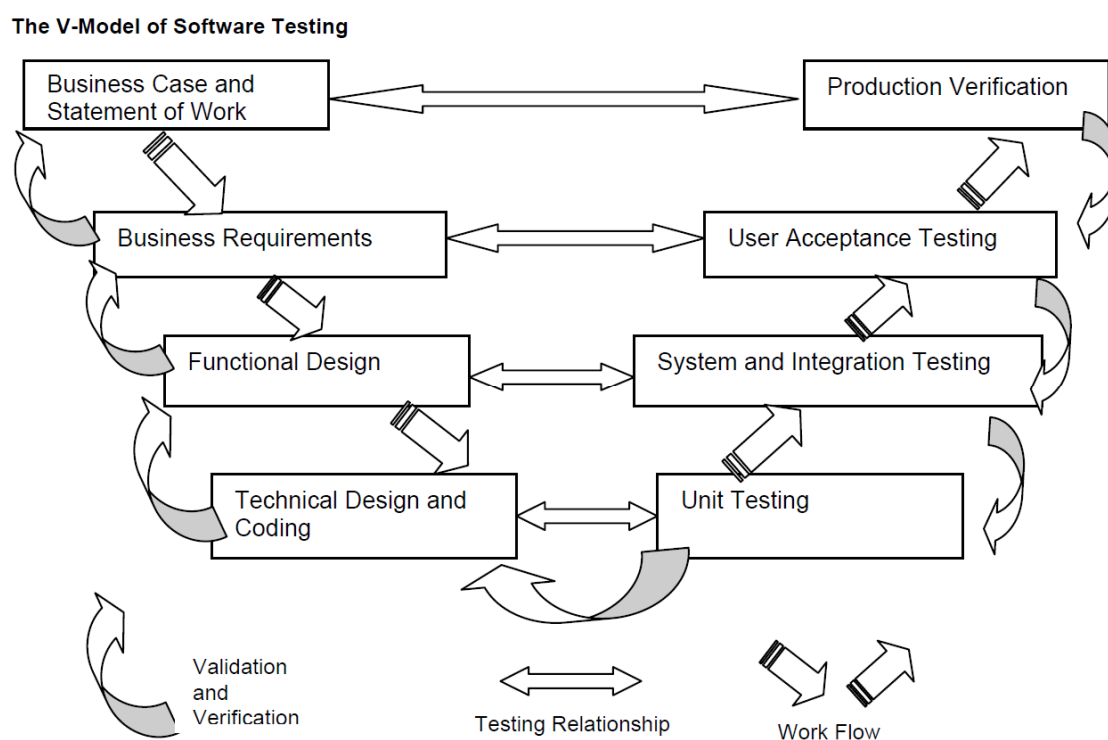 The V-Model of Software Testing
Business Case and
Statement of Work
Production Verification
Business Requirements
User Acceptance Testing
Functional Design
System and Integration Testing
Technical Design and
Coding
Unit Testing
Validation
and
Verification
Testing Relationship
Work Flow